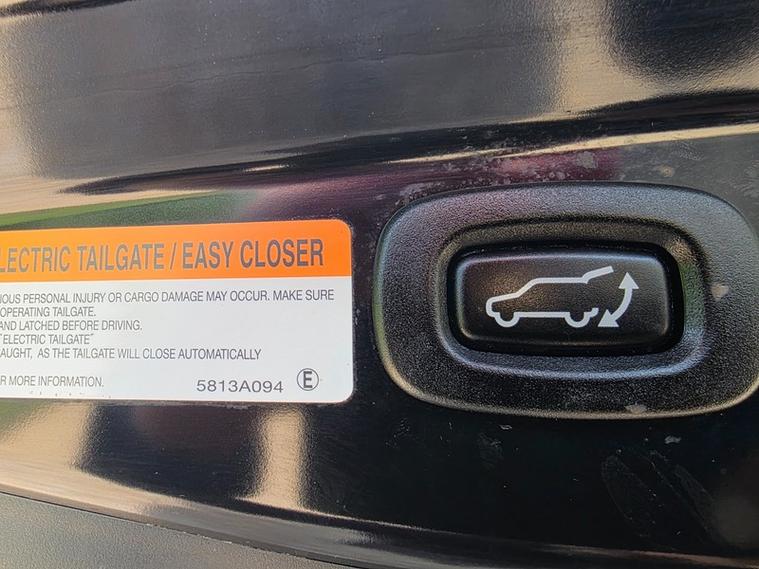 LECTRIC TAILGATE / EASY CLOSER
IOUS PERSONAL INJURY OR CARGO DAMAGE MAY OCCUR. MAKE SURE
OPERATING TAILGATE.
AND LATCHED BEFORE DRIVING.
"ELECTRIC TAILGATE"
AUGHT, AS THE TAILGATE WILL CLOSE AUTOMATICALLY
R MORE INFORMATION.
5813A094 E